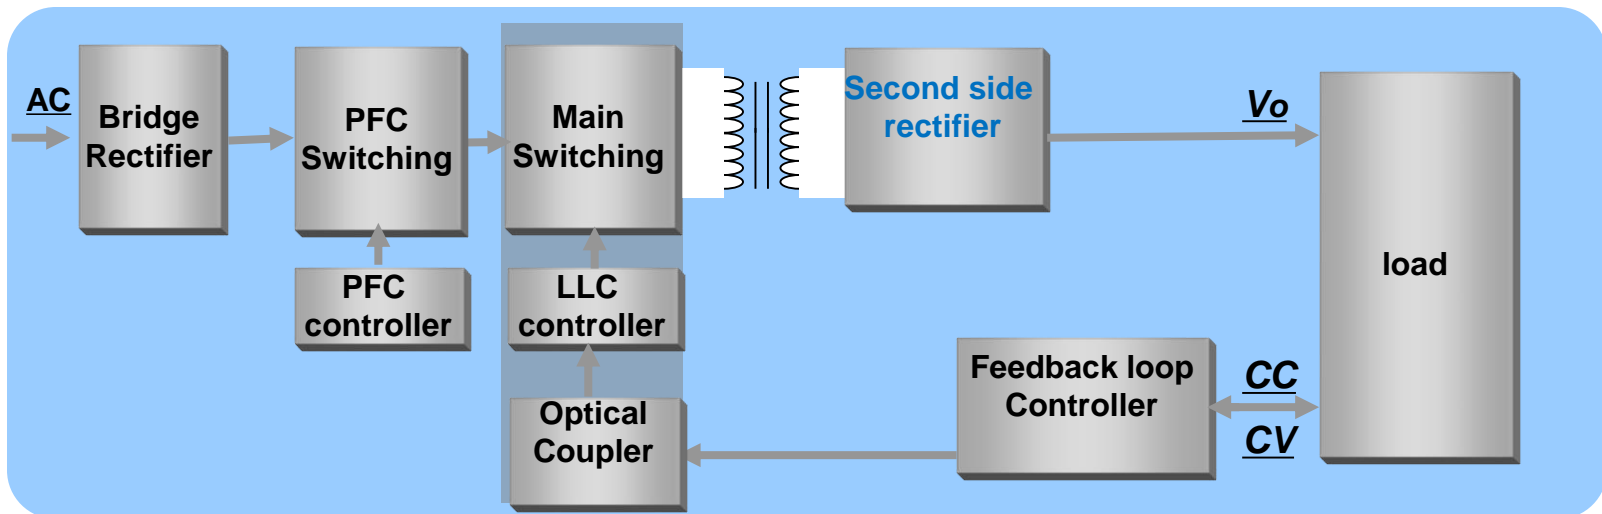 AC
Bridge
Rectifier
PFC
Switching
Main
Switching
Second side
rectifier
Vo
load
PFC
controller
LLC
controller
Optical
Coupler
Feedback loop
Controller
CC
CV